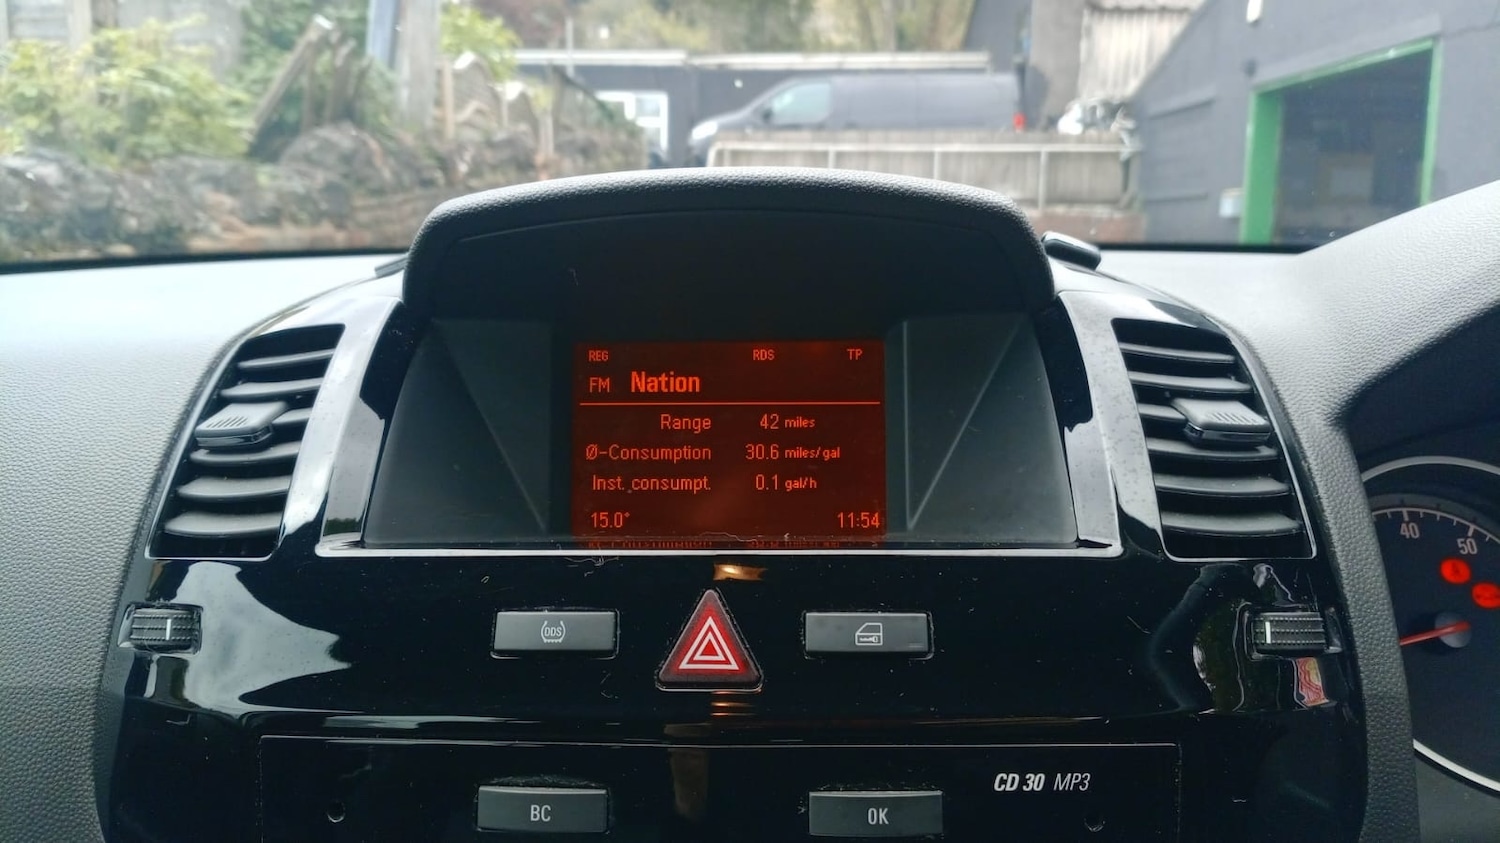 REG RDS TP
FM Nation
Range 42 miles
Ø-Consumption 30.6 miles/gal
Inst. consumpt. 0.1 gal/h
15.0° 11:54
40
50
DDS
CD 30 MP3
BC OK